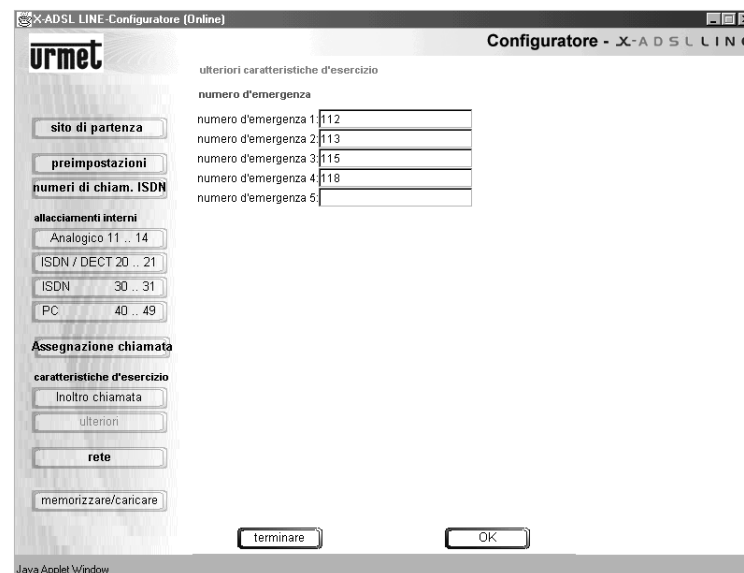 X-ADSL LINE-Configuratore (Online)
urmet
Configuratore - X-ADSL LINE
ulteriori caratteristiche d'esercizio
numero d'emergenza
numero d'emergenza 1: 112
numero d'emergenza 2: 113
numero d'emergenza 3: 115
numero d'emergenza 4: 118
numero d'emergenza 5:
sito di partenza
preimpostazioni
numeri di chiam. ISDN
allacciamenti interni
Analogico 11 .. 14
ISDN / DECT 20 .. 21
ISDN 30 .. 31
PC 40 .. 49
Assegnazione chiamata
caratteristiche d'esercizio
Inoltro chiamata
ulteriori
rete
memorizzare/caricare
terminare
OK
Java Applet Window